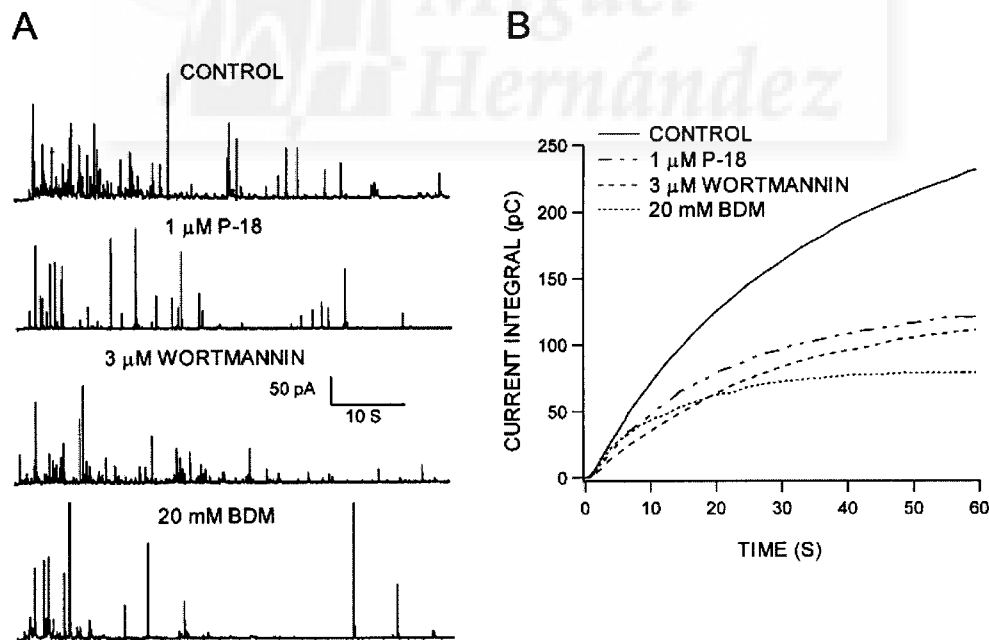 A
CONTROL
1 μM P-18
3 μM WORTMANNIN
50 pA
10 S
20 mM BDM
B
Miguel
Hernández
CONTROL
1 μM P-18
3 μM WORTMANNIN
20 mM BDM
CURRENT INTEGRAL (pC)
250
200
150
100
50
0
0 10 20 30 40 50 60
TIME (S)